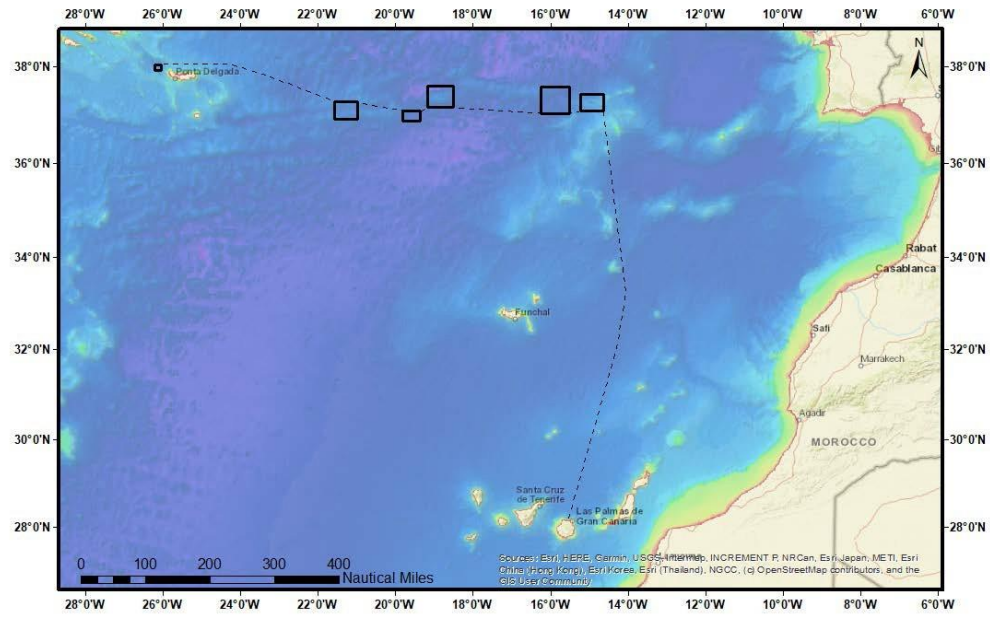 28°0'W 26°0'W 24°0'W 22°0'W 20°0'W 18°0'W 16°0'W 14°0'W 12°0'W 10°0'W 8°0'W 6°0'W
N
38°0'N 38°0'N
Ponta Delgada
36°0'N 36°0'N
34°0'N 34°0'N
Rabat
Casablanca
Funchal
Safi
32°0'N 32°0'N
Marrakech
Agadir
30°0'N 30°0'N
MOROCCO
Santa Cruz
de Tenerife
Las Palmas de
Gran Canaria
28°0'N 28°0'N
0 100 200 300 400
Nautical Miles
Sources: Esri, HERE, Garmin, USGS, Intermap, INCREMENT P, NRCan, Esri Japan, METI, Esri
China (Hong Kong), Esri Korea, Esri (Thailand), NGCC, (c) OpenStreetMap contributors, and the
GIS User Community
28°0'W 26°0'W 24°0'W 22°0'W 20°0'W 18°0'W 16°0'W 14°0'W 12°0'W 10°0'W 8°0'W 6°0'W